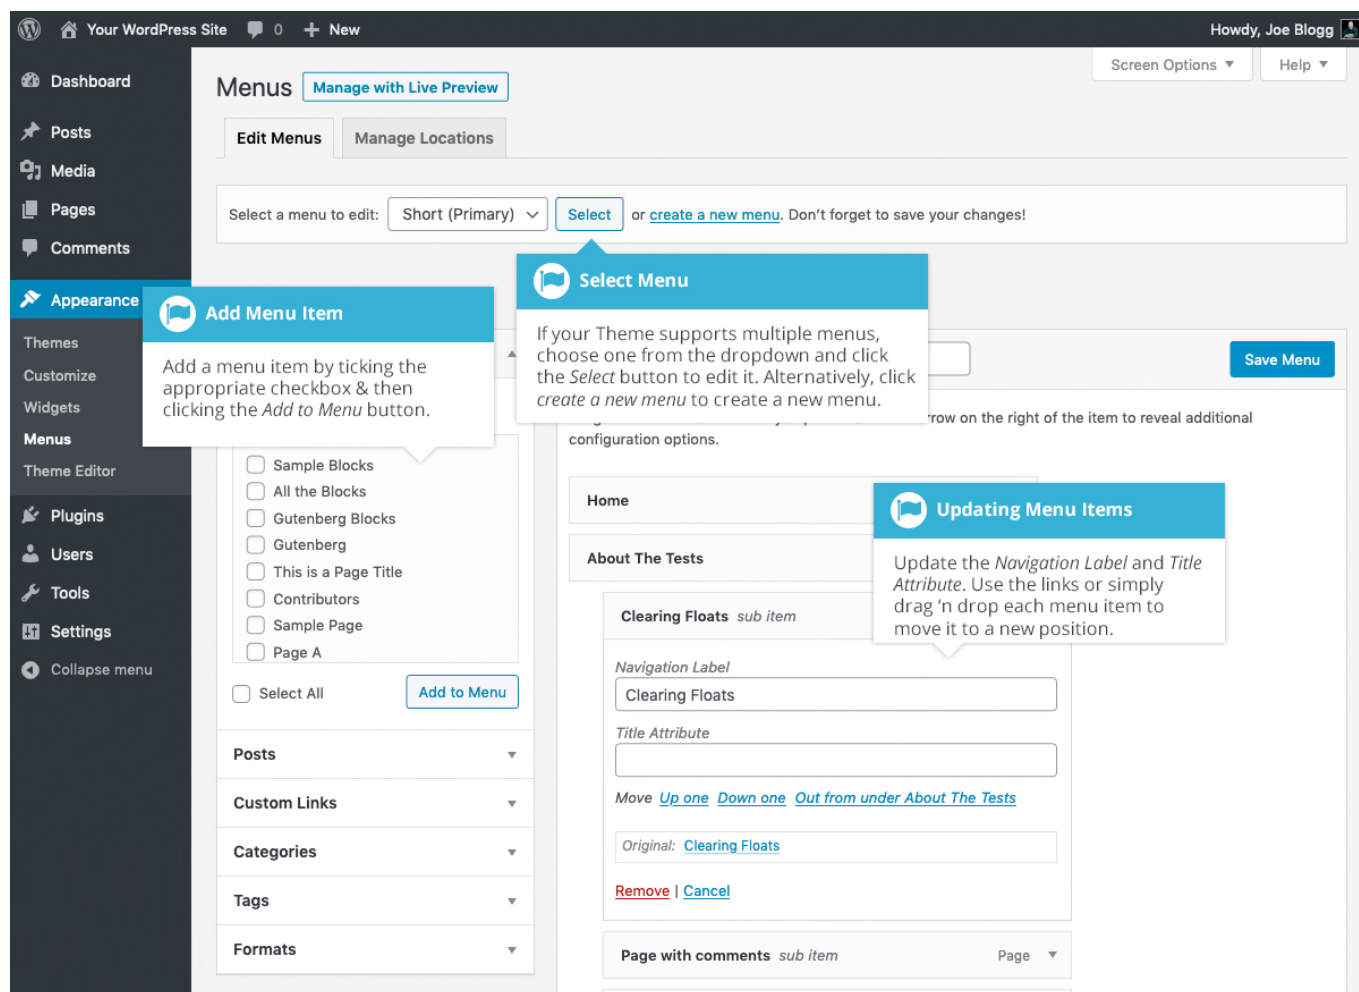 Your WordPress Site 0 New Howdy, Joe Blogg
Screen Options Help
Dashboard
Posts
Media
Pages
Comments
Appearance
Themes
Customize
Widgets
Menus
Theme Editor
Plugins
Users
Tools
Settings
Collapse menu
Menus Manage with Live Preview
Edit Menus Manage Locations
Select a menu to edit: Short (Primary) Select or create a new menu. Don't forget to save your changes!
Select Menu
If your Theme supports multiple menus,
choose one from the dropdown and click
the Select button to edit it. Alternatively, click
create a new menu to create a new menu.
Add Menu Item
Add a menu item by ticking the
appropriate checkbox & then
clicking the Add to Menu button.
Sample Blocks
All the Blocks
Gutenberg Blocks
Gutenberg
This is a Page Title
Contributors
Sample Page
Page A
Select All Add to Menu
Posts
Custom Links
Categories
Tags
Formats
Save Menu
on the right of the item to reveal additional
configuration options.
Home
About The Tests
Updating Menu Items
Update the Navigation Label and Title
Attribute. Use the links or simply
drag 'n drop each menu item to
move it to a new position.
Clearing Floats sub item
Navigation Label
Clearing Floats
Title Attribute
Move Up one Down one Out from under About The Tests
Original: Clearing Floats
Remove | Cancel
Page with comments sub item Page